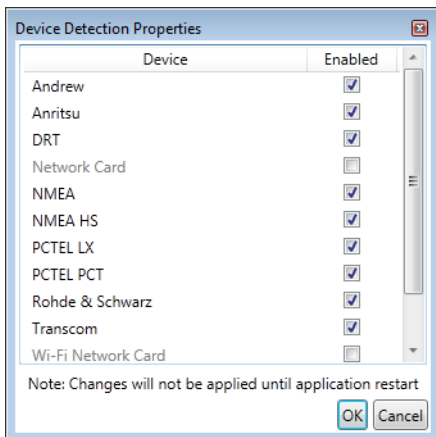 Device Detection Properties
Device Enabled
Andrew
Anritsu
DRT
Network Card
NMEA
NMEA HS
PCTEL LX
PCTEL PCT
Rohde & Schwarz
Transcom
Wi-Fi Network Card
Note: Changes will not be applied until application restart
OK Cancel